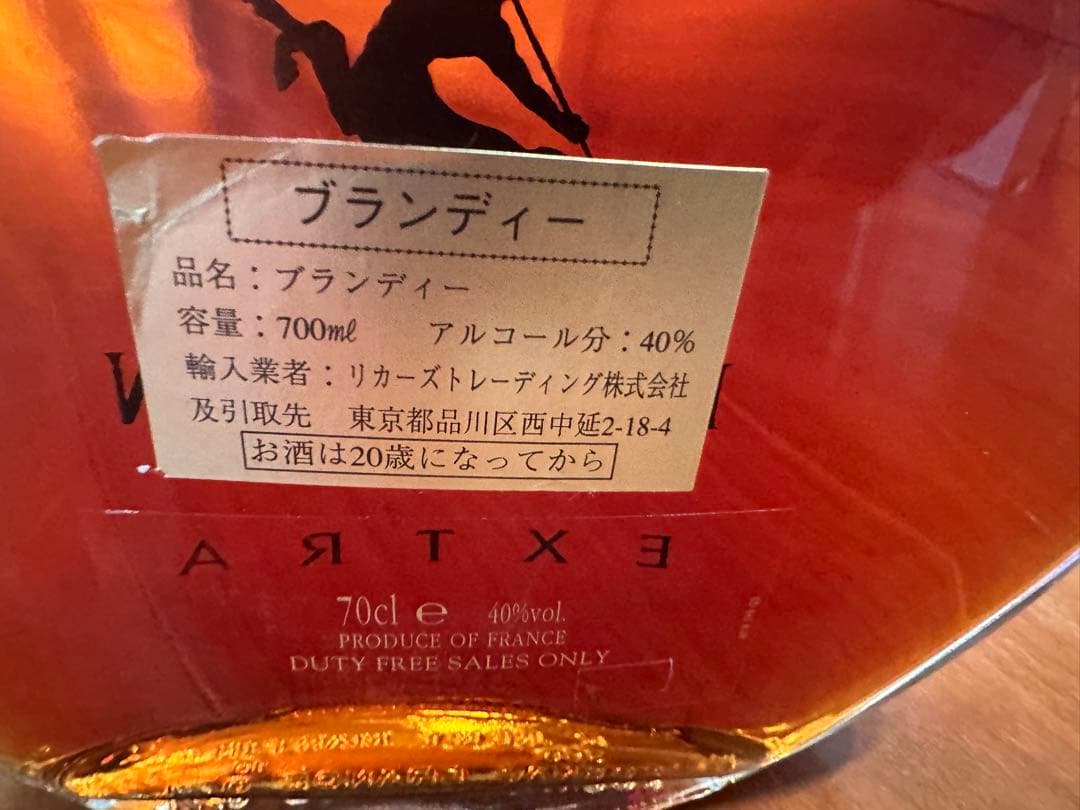 ブランディー
品名：ブランディー
容量：700㎖ アルコール分：40%
輸入業者：リカーズトレーディング株式会社
及引取先 東京都品川区西中延2-18-4
お酒は20歳になってから
EXTRA
70cl ℮ 40%vol.
PRODUCE OF FRANCE
DUTY FREE SALES ONLY